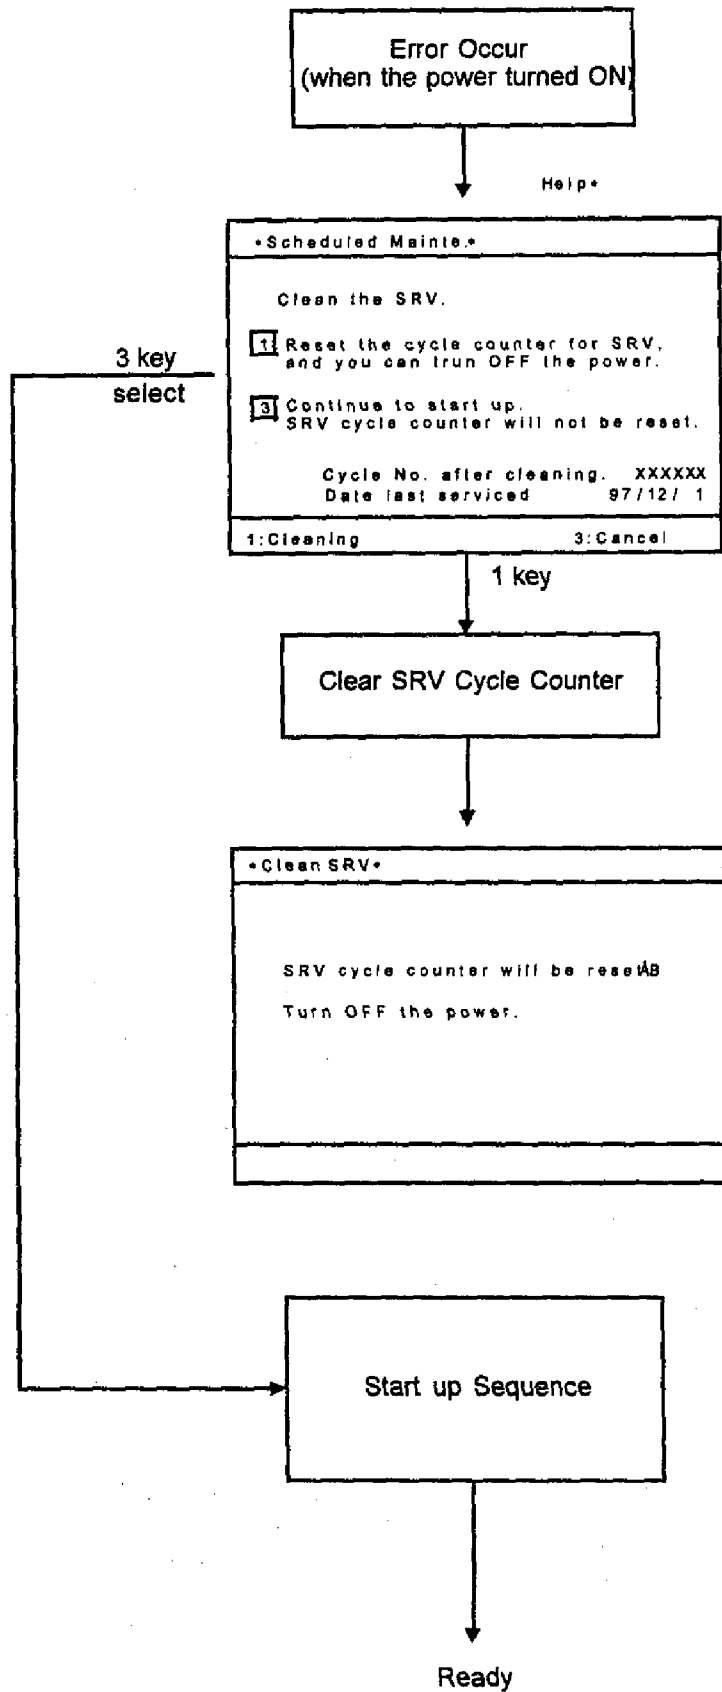 Error Occur
(when the power turned ON)
Help*
*Scheduled Mainte.*
Clean the SRV.
1: Reset the cycle counter for SRV,
and you can trun OFF the power.
3 key
select
3 Continue to start up.
SRV cycle counter will not be reset.
Cycle No. after cleaning. XXXXXX
Date last serviced 97/12/ 1
1:Cleaning 3:Cancel
1 key
Clear SRV Cycle Counter
*Clean SRV*
SRV cycle counter will be resetÅB
Turn OFF the power.
Start up Sequence
Ready